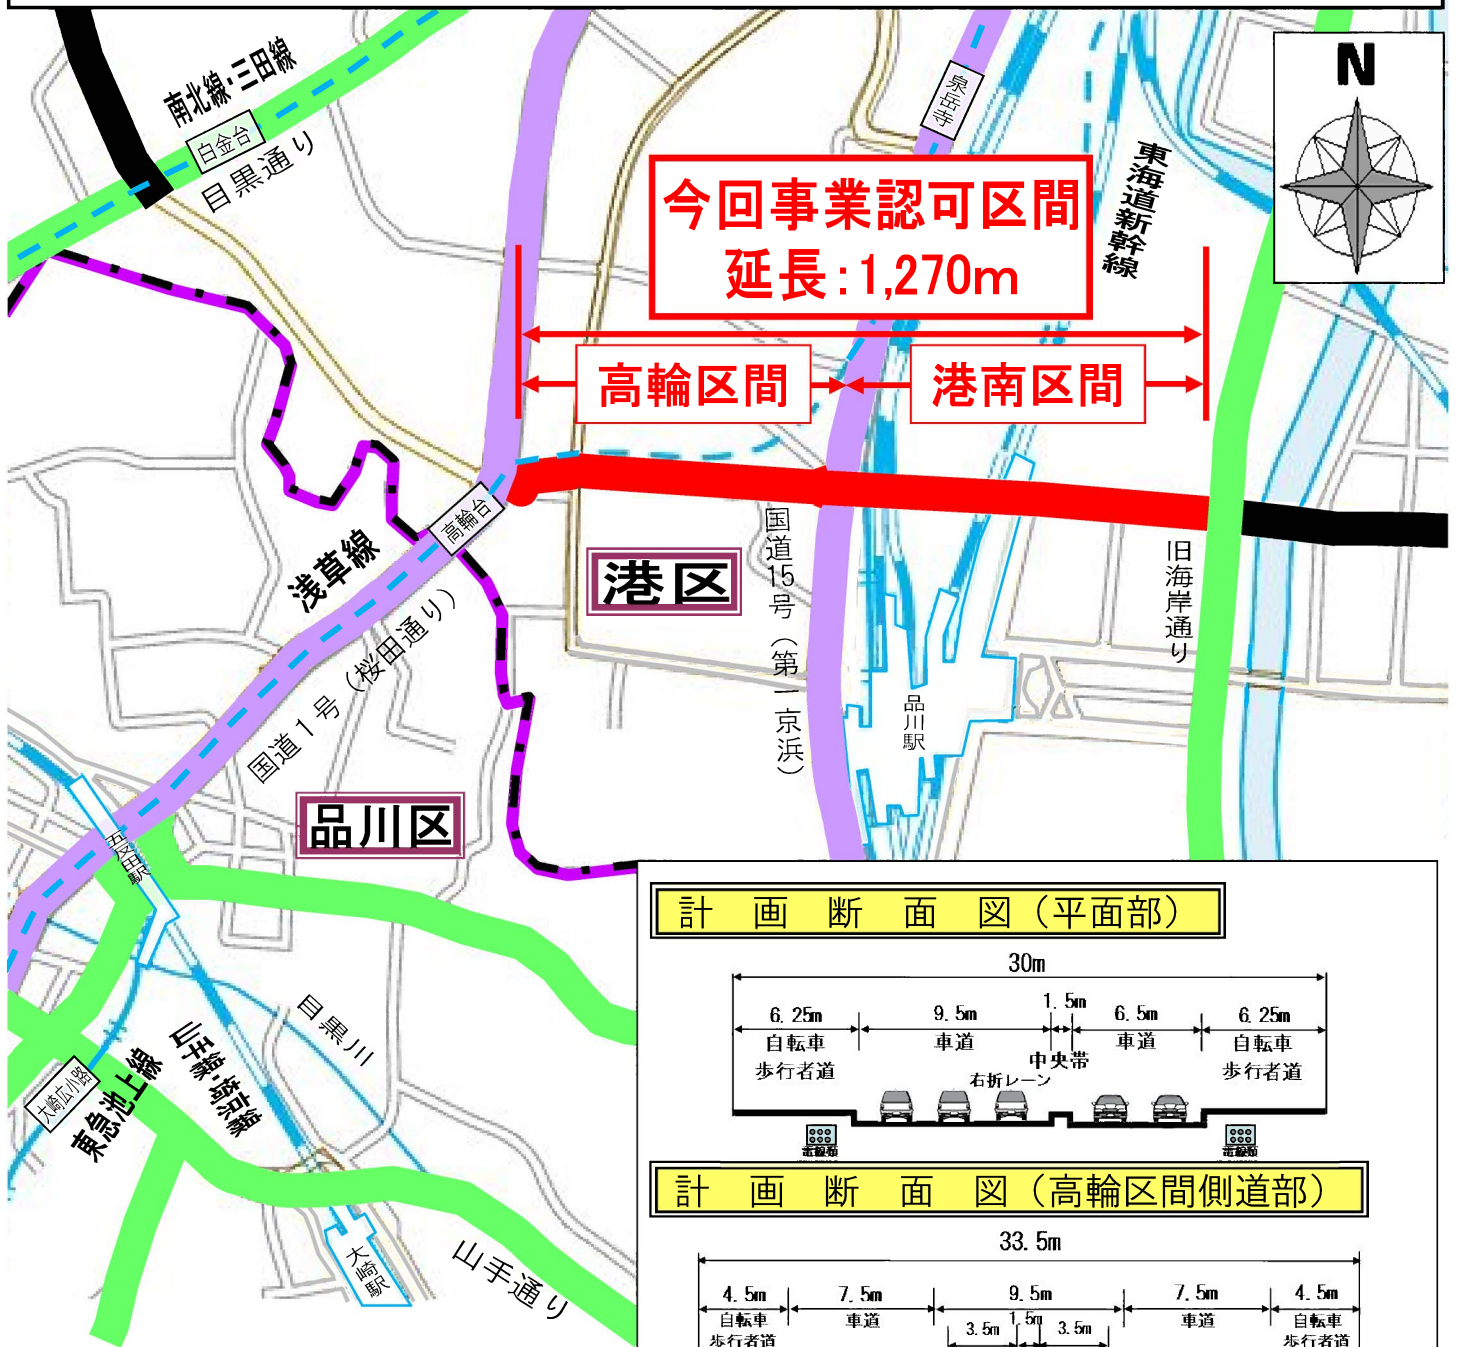 南北線・三田線
白金台
目黒通り
泉岳寺
東海道新幹線
N
今回事業認可区間
延長:1,270m
高輪区間
港南区間
高輪台
浅草線
国道1号(桜田通り)
港区
国道15号(第一京浜)
旧海岸通り
品川駅
品川区
五反田駅
目黒川
山手線・埼京線
東急池上線
大崎広小路
大崎駅
山手通り
計画断面図(平面部)
30m
6.25m
9.5m
1.5m
6.5m
6.25m
自転車
歩行者道
車道
中央帯
車道
自転車
歩行者道
右折レーン
電線類
電線類
計画断面図(高輪区間側道部)
33.5m
4.5m
7.5m
9.5m
7.5m
4.5m
自転車
歩行者道
車道
3.5m
1.5m
3.5m
車道
自転車
歩行者道